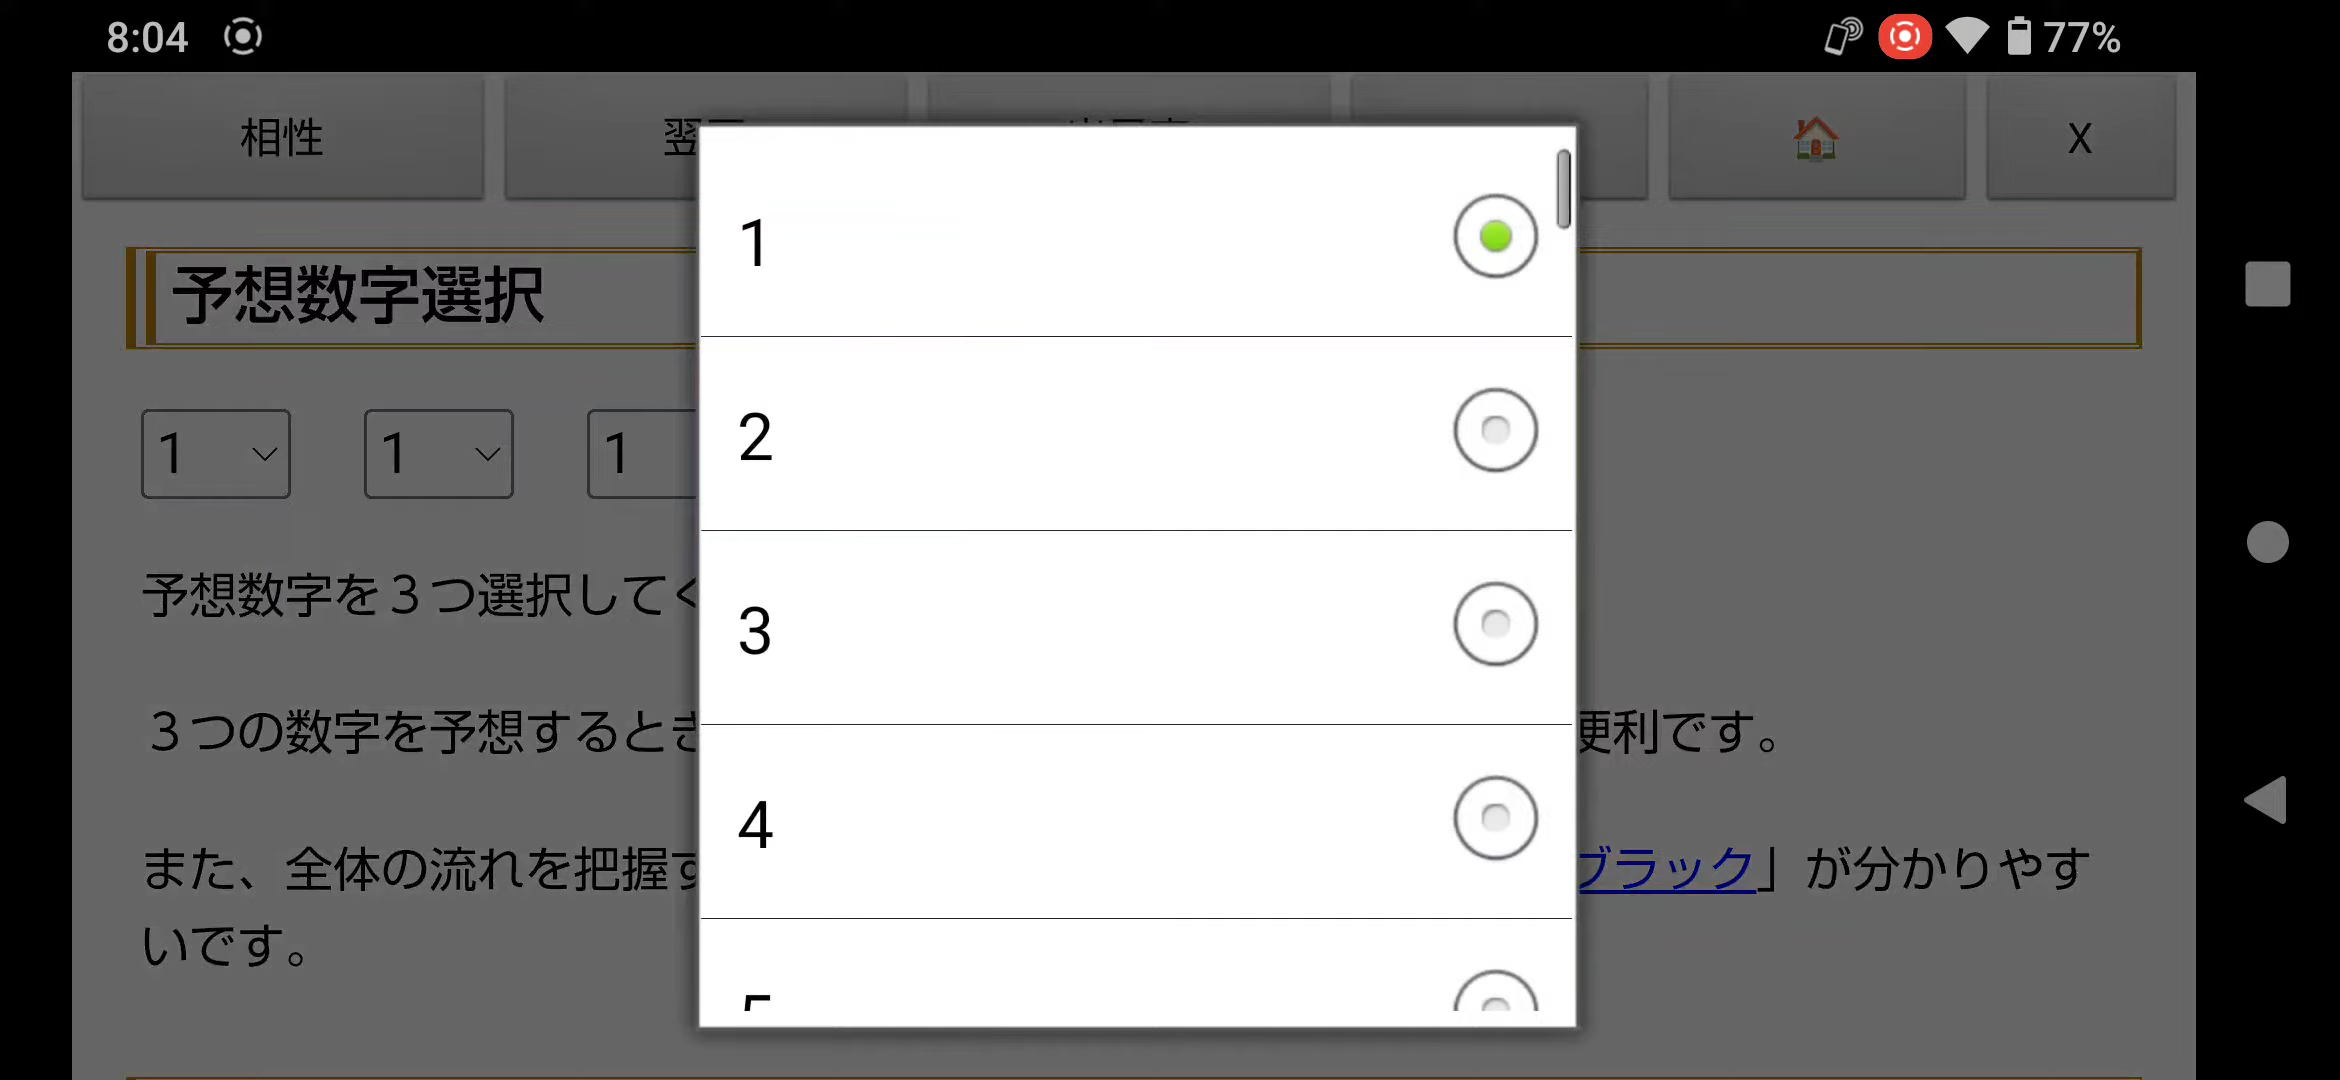 8:04 77%
相性 翌 X
予想数字選択
1 1 1
予想数字を３つ選択してく
３つの数字を予想するとき 便利です。
また、全体の流れを把握す ブラック」が分かりやす
いです。
1
2
3
4
5